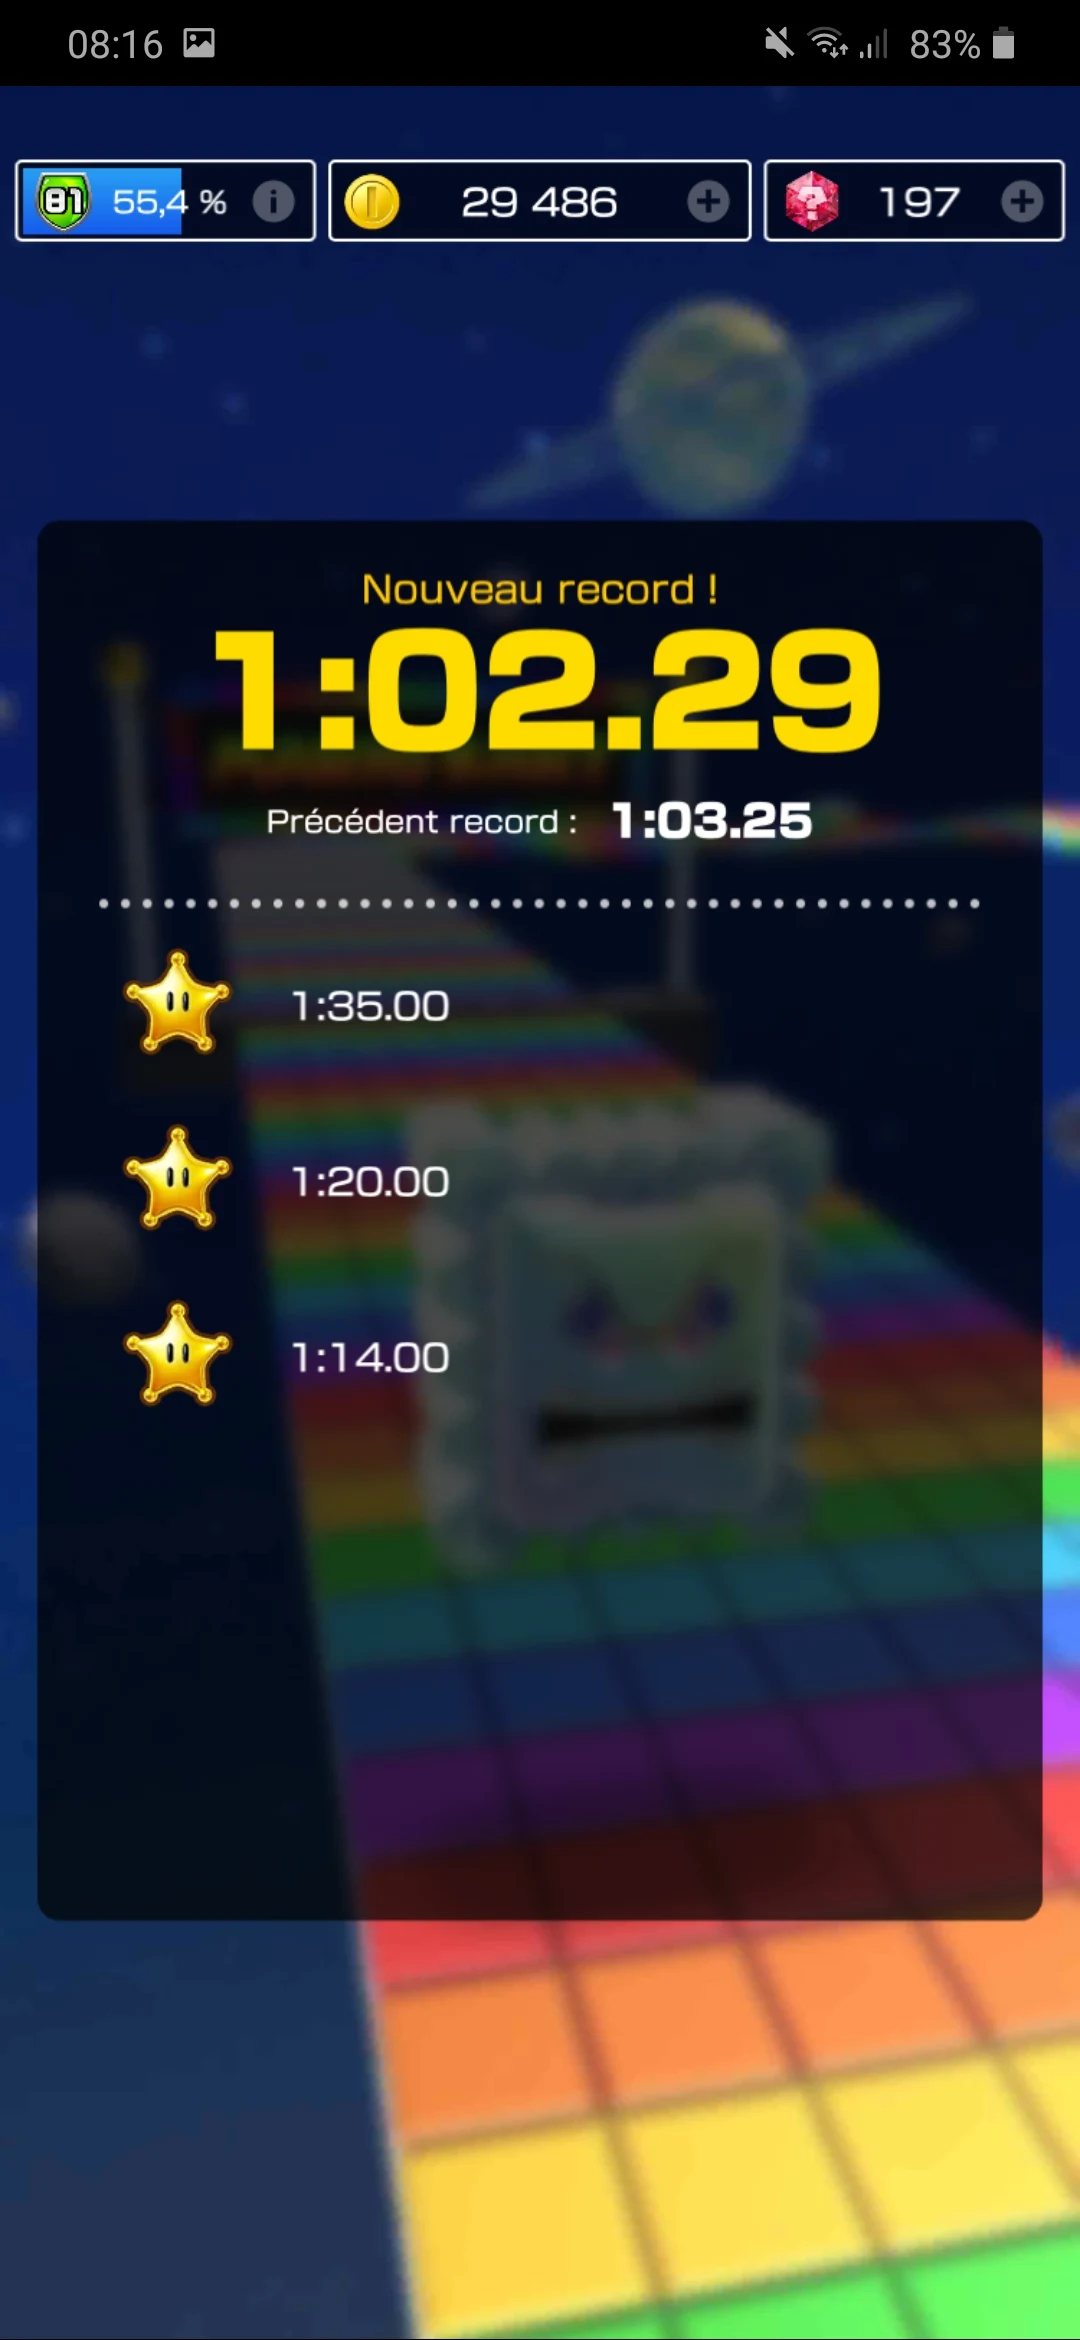 08:16 83%
81 55,4 % i 29 486 + 197 +
Nouveau record !
1:02.29
Précédent record : 1:03.25
1:35.00
1:20.00
1:14.00